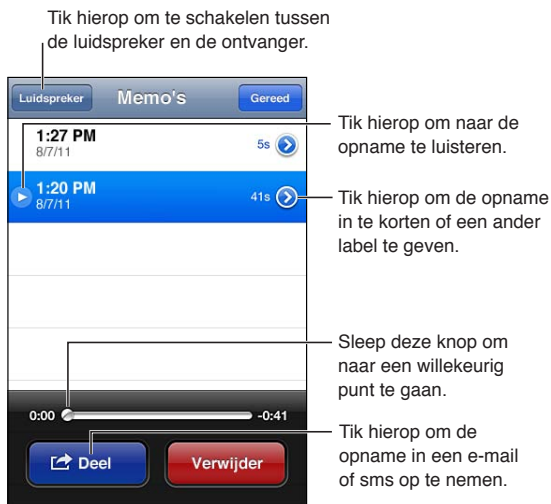 Tik hierop om te schakelen tussen
de luidspreker en de ontvanger.
Luidspreker
Memo's
Gereed
1:27 PM
8/7/11
5s
Tik hierop om naar de
opname te luisteren.
1:20 PM
8/7/11
41s
Tik hierop om de opname
in te korten of een ander
label te geven.
Sleep deze knop om
naar een willekeurig
punt te gaan.
0:00
-0:41
Deel
Verwijder
Tik hierop om de
opname in een e-mail
of sms op te nemen.